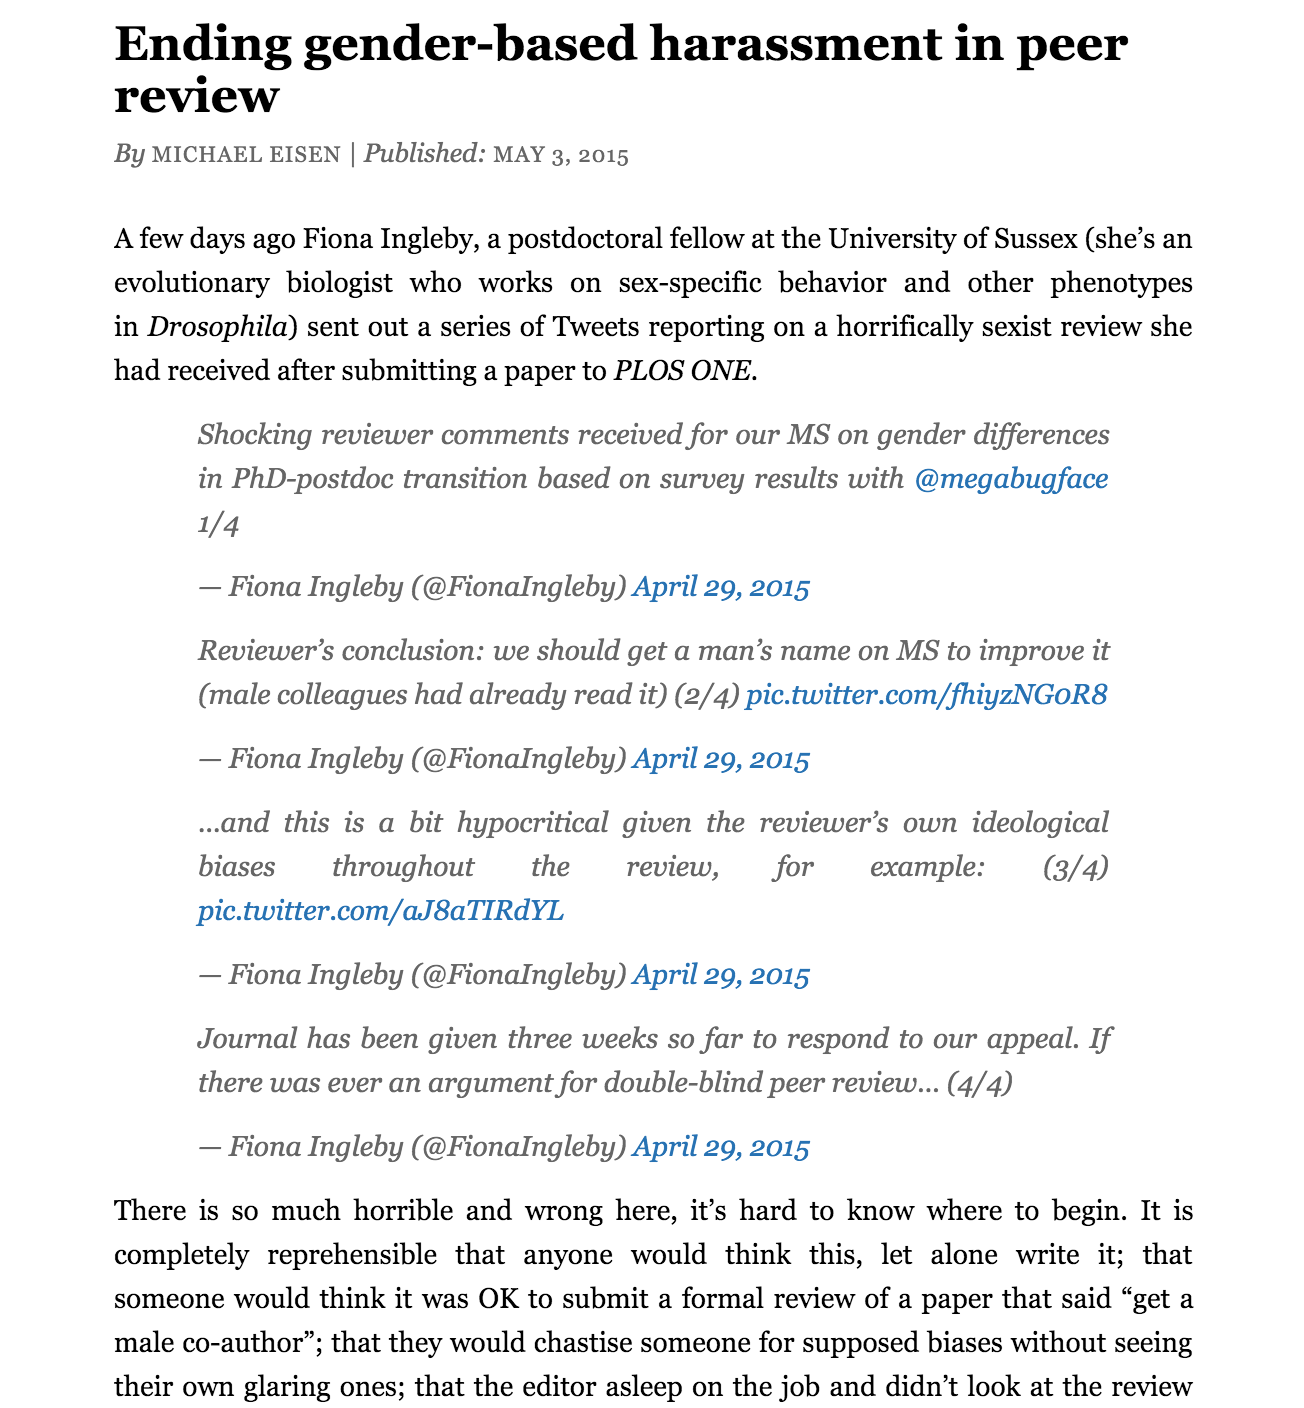 Ending gender-based harassment in peer
review
By MICHAEL EISEN | Published: MAY 3, 2015
A few days ago Fiona Ingleby, a postdoctoral fellow at the University of Sussex (she’s an
evolutionary biologist who works on sex-specific behavior and other phenotypes
in Drosophila) sent out a series of Tweets reporting on a horrifically sexist review she
had received after submitting a paper to PLOS ONE.
Shocking reviewer comments received for our MS on gender differences
in PhD-postdoc transition based on survey results with @megabugface
1/4
— Fiona Ingleby (@FionaIngleby) April 29, 2015
Reviewer’s conclusion: we should get a man’s name on MS to improve it
(male colleagues had already read it) (2/4) pic.twitter.com/fhiyzNG0R8
— Fiona Ingleby (@FionaIngleby) April 29, 2015
…and this is a bit hypocritical given the reviewer’s own ideological
biases throughout the review, for example: (3/4)
pic.twitter.com/aJ8aTIRdYL
— Fiona Ingleby (@FionaIngleby) April 29, 2015
Journal has been given three weeks so far to respond to our appeal. If
there was ever an argument for double-blind peer review… (4/4)
— Fiona Ingleby (@FionaIngleby) April 29, 2015
There is so much horrible and wrong here, it’s hard to know where to begin. It is
completely reprehensible that anyone would think this, let alone write it; that
someone would think it was OK to submit a formal review of a paper that said “get a
male co-author”; that they would chastise someone for supposed biases without seeing
their own glaring ones; that the editor asleep on the job and didn’t look at the review